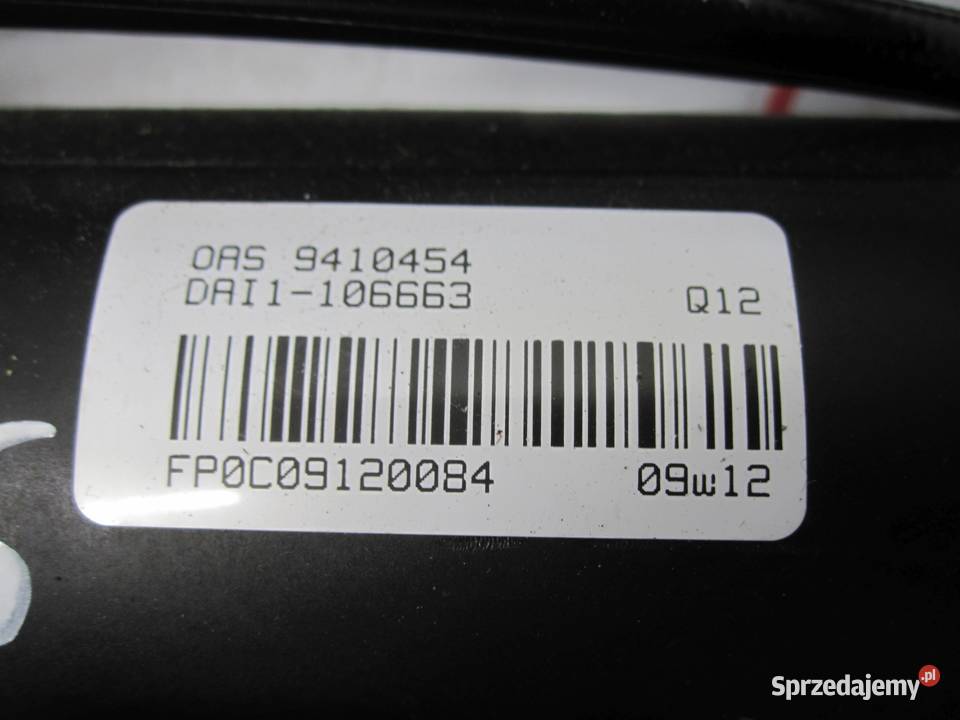 OAS 9410454
DAI1-106663 Q12
FP0C09120084 09w12
Sprzedajemy.pl